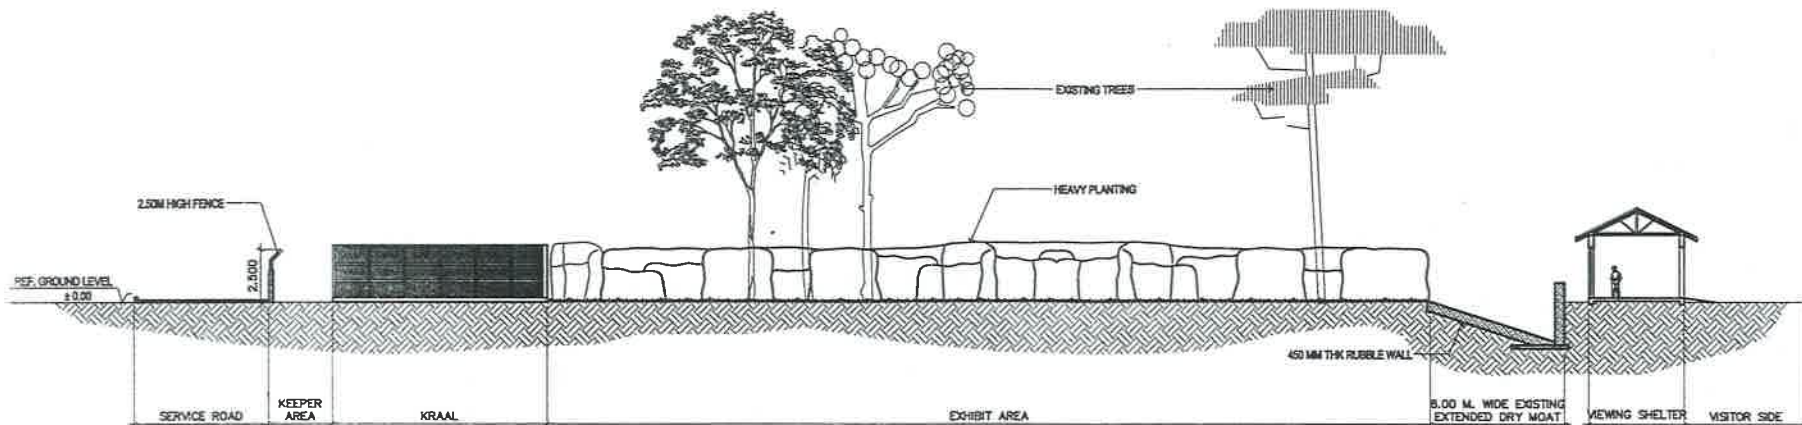 EXISTING TREES
HEAVY PLANTING
2.50M HIGH FENCE
2,500
REF. GROUND LEVEL
± 0.00
450 MM THK RUBBLE WALL
SERVICE ROAD
KEEPER
AREA
KRAAL
EXHIBIT AREA
6.00 M. WIDE EXISTING
EXTENDED DRY MOAT
VIEWING SHELTER
VISITOR SIDE